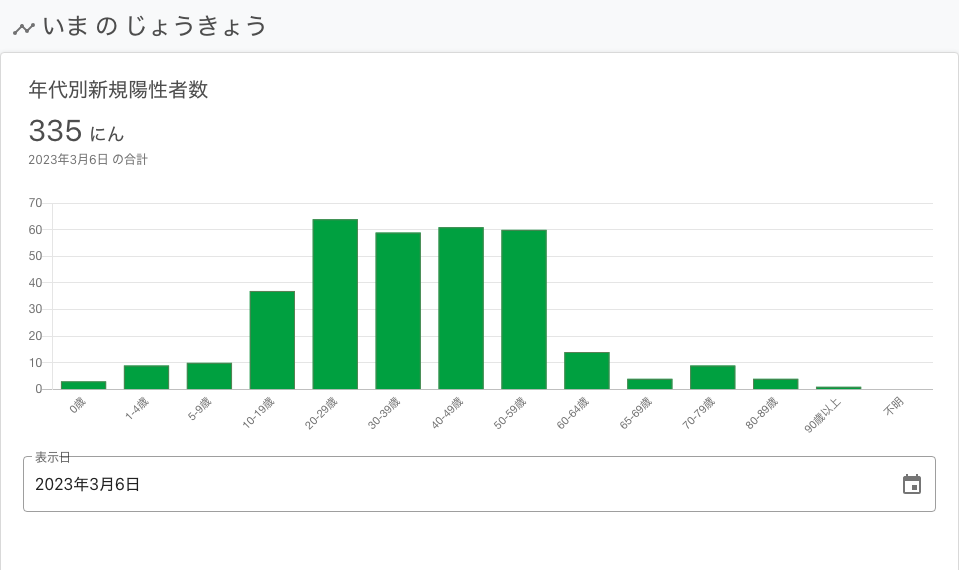 いま の じょうきょう
年代別新規陽性者数
335 にん
2023年3月6日 の合計
70
60
50
40
30
20
10
0
0歳
1-4歳
5-9歳
10-19歳
20-29歳
30-39歳
40-49歳
50-59歳
60-64歳
65-69歳
70-79歳
80-89歳
90歳以上
不明
表示日
2023年3月6日